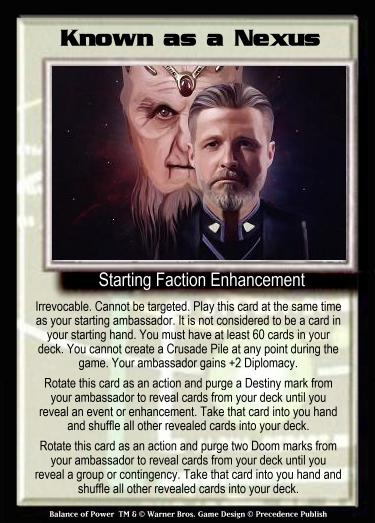 Known as a Nexus
Starting Faction Enhancement
Irrevocable. Cannot be targeted. Play this card at the same time
as your starting ambassador. It is not considered to be a card in
your starting hand. You must have at least 60 cards in your
deck. You cannot create a Crusade Pile at any point during the
game. Your ambassador gains +2 Diplomacy.
Rotate this card as an action and purge a Destiny mark from
your ambassador to reveal cards from your deck until you
reveal an event or enhancement. Take that card into you hand
and shuffle all other revealed cards into your deck.
Rotate this card as an action and purge two Doom marks from
your ambassador to reveal cards from your deck until you
reveal a group or contingency. Take that card into you hand and
shuffle all other revealed cards into your deck.
Balance of Power TM & © Warner Bros. Game Design © Precedence Publish